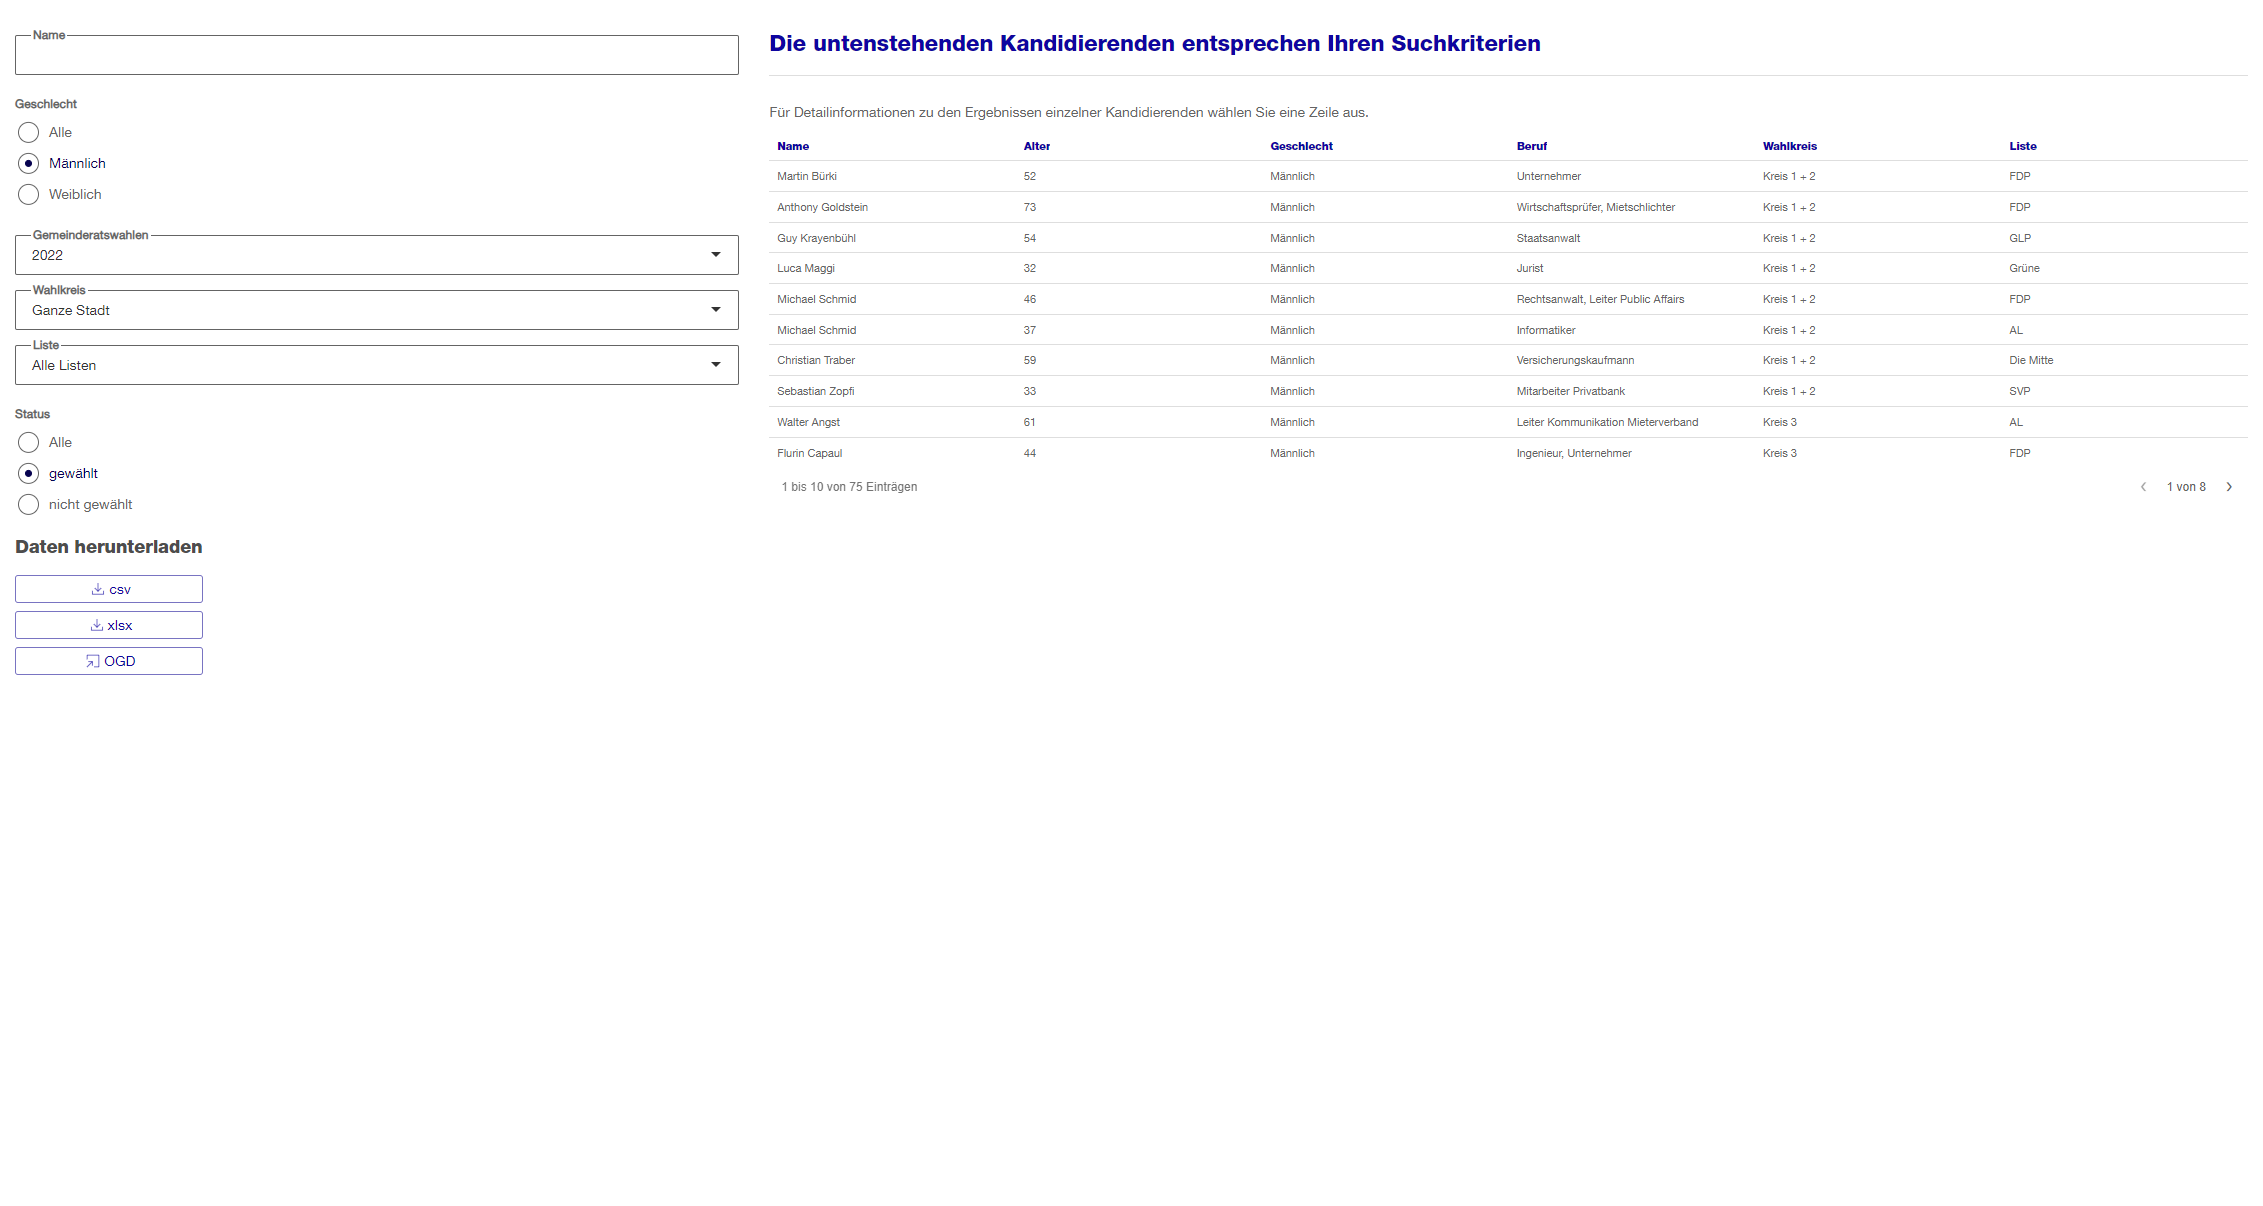 Name
Geschlecht
Alle
Männlich
Weiblich
Gemeinderatswahlen
2022
Wahlkreis
Ganze Stadt
Liste
Alle Listen
Status
Alle
gewählt
nicht gewählt
Daten herunterladen
csv
xlsx
OGD
Die untenstehenden Kandidierenden entsprechen Ihren Suchkriterien
Für Detailinformationen zu den Ergebnissen einzelner Kandidierenden wählen Sie eine Zeile aus.
Name Alter Geschlecht Beruf Wahlkreis Liste
Martin Bürki 52 Männlich Unternehmer Kreis 1 + 2 FDP
Anthony Goldstein 73 Männlich Wirtschaftsprüfer, Mietschlichter Kreis 1 + 2 FDP
Guy Krayenbühl 54 Männlich Staatsanwalt Kreis 1 + 2 GLP
Luca Maggi 32 Männlich Jurist Kreis 1 + 2 Grüne
Michael Schmid 46 Männlich Rechtsanwalt, Leiter Public Affairs Kreis 1 + 2 FDP
Michael Schmid 37 Männlich Informatiker Kreis 1 + 2 AL
Christian Traber 59 Männlich Versicherungskaufmann Kreis 1 + 2 Die Mitte
Sebastian Zopfi 33 Männlich Mitarbeiter Privatbank Kreis 1 + 2 SVP
Walter Angst 61 Männlich Leiter Kommunikation Mieterverband Kreis 3 AL
Flurin Capaul 44 Männlich Ingenieur, Unternehmer Kreis 3 FDP
1 bis 10 von 75 Einträgen
1 von 8